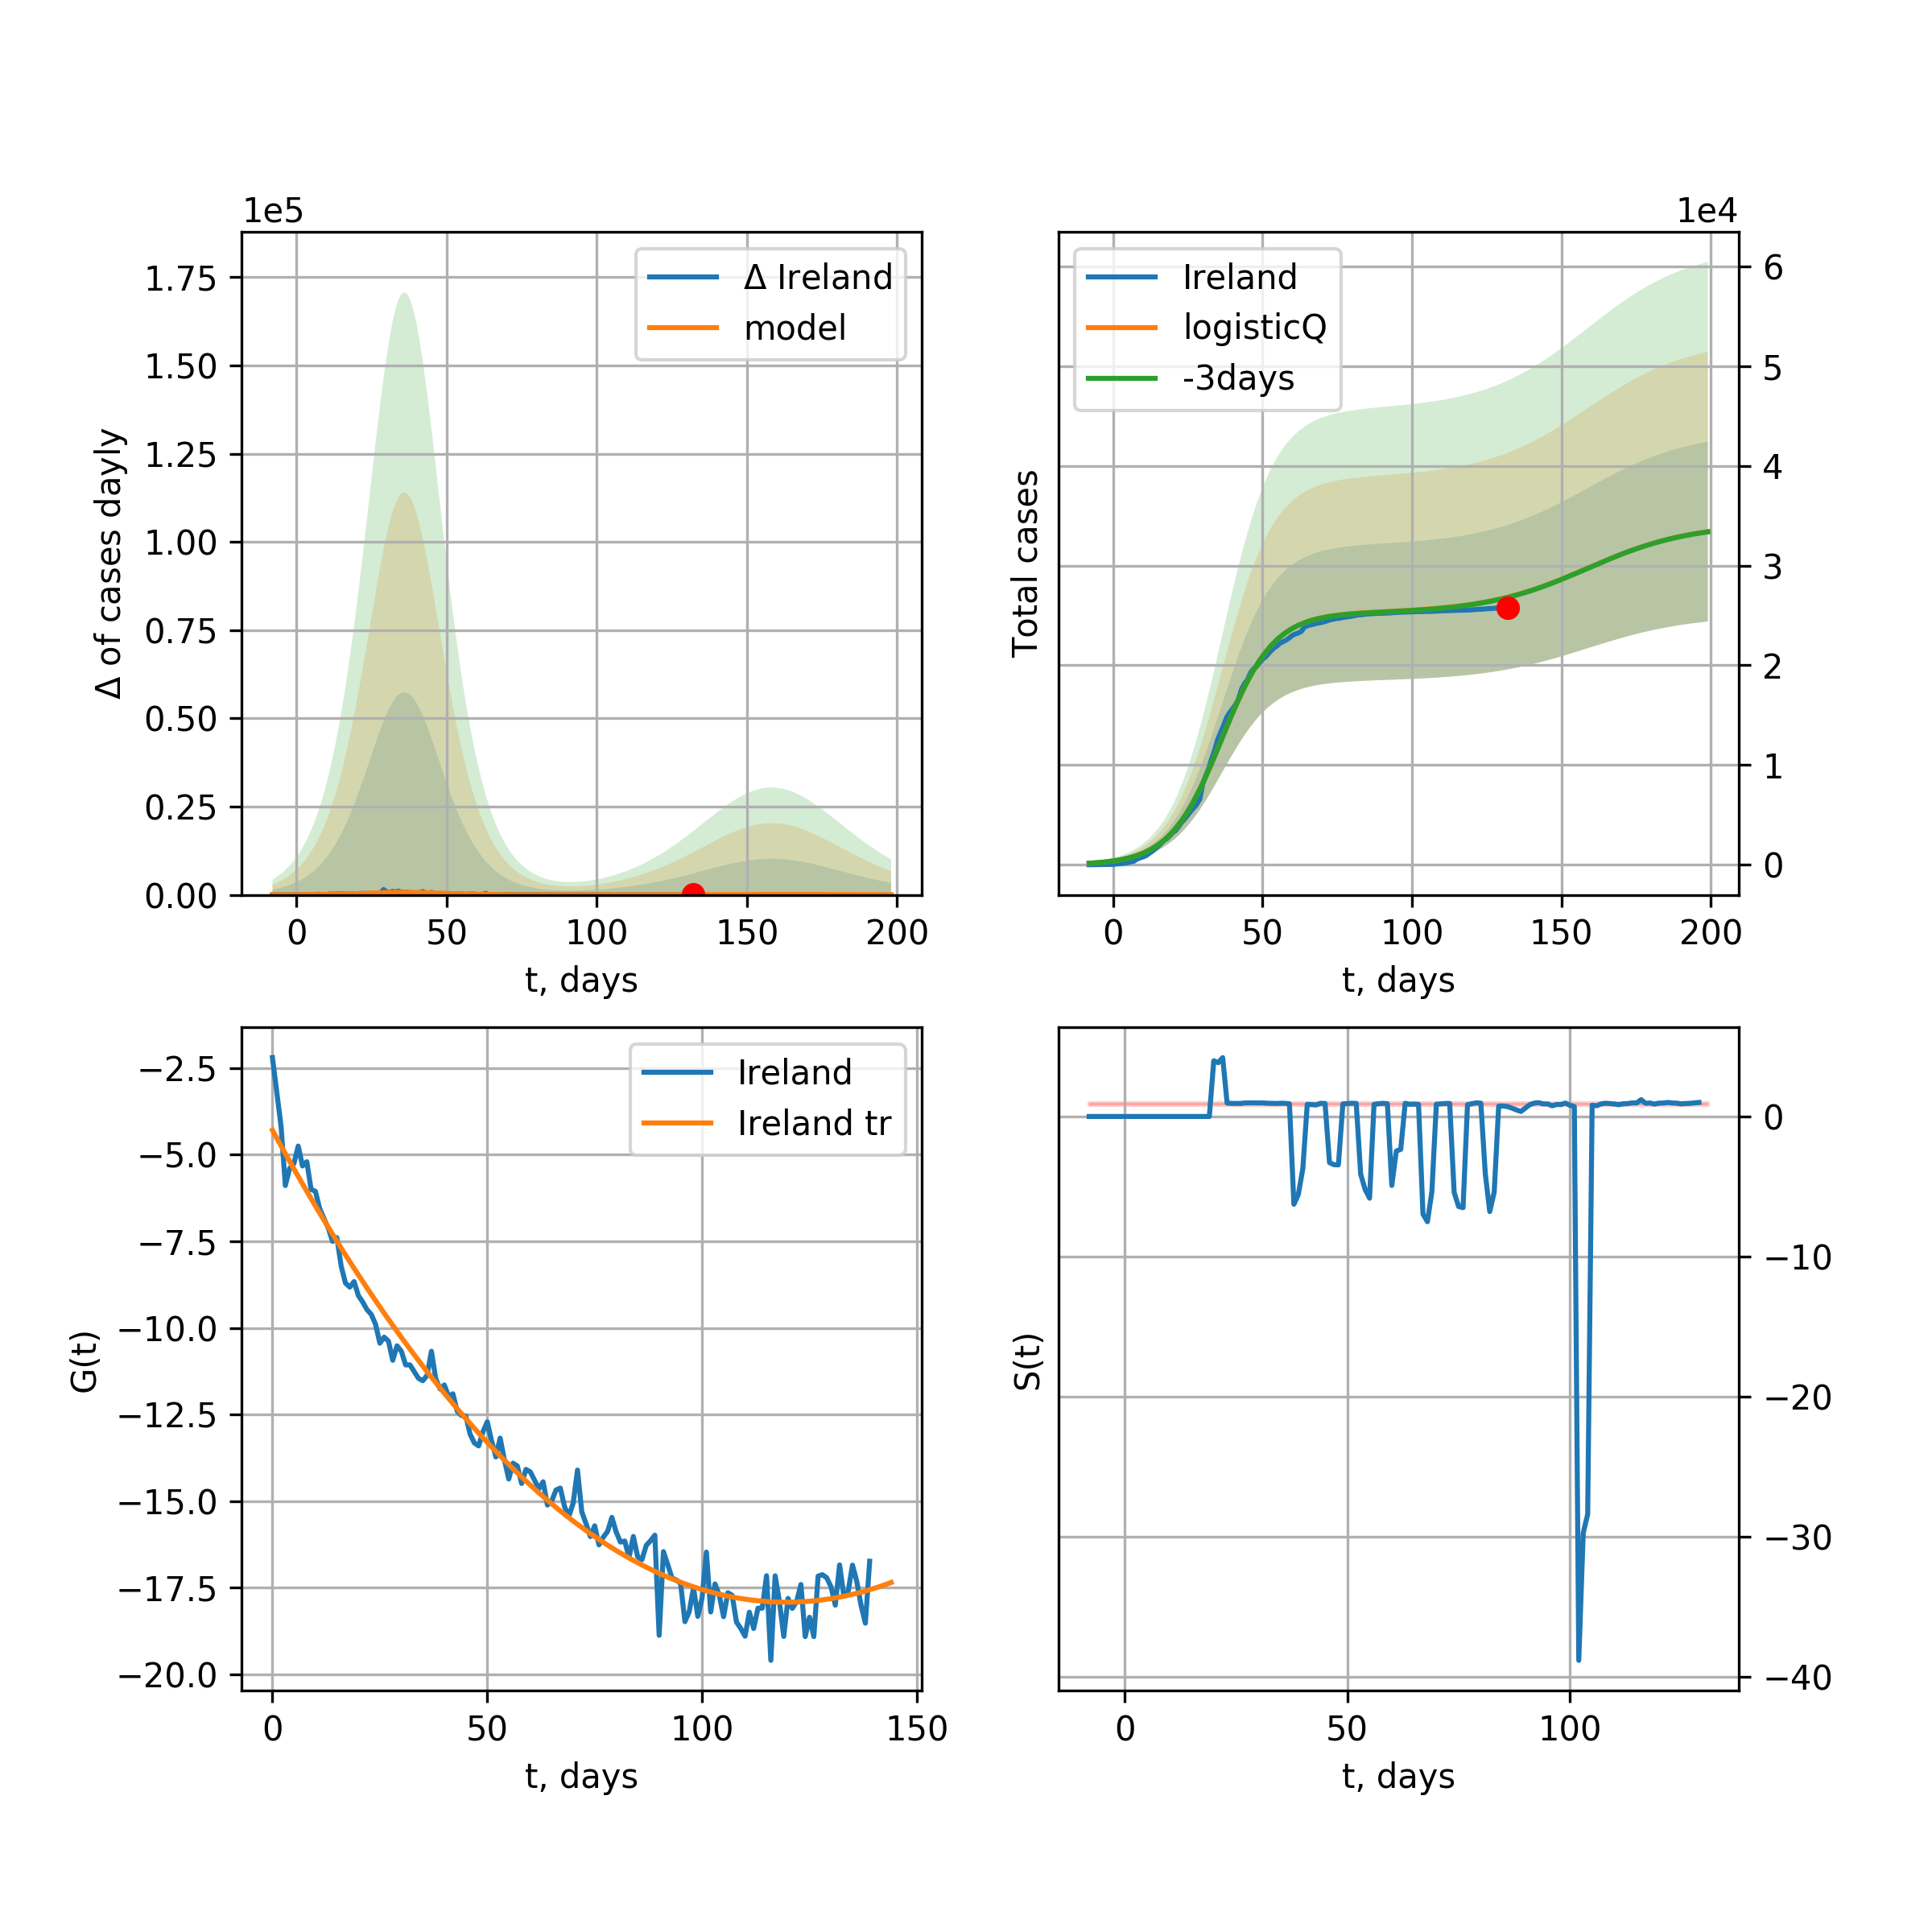 1e5
Δ of cases dayly
1.75
1.50
1.25
1.00
0.75
0.50
0.25
0.00
Δ Ireland
model
0 50 100 150 200
t, days
1e4
Total cases
Ireland
logisticQ
-3days
6
5
4
3
2
1
0
0 50 100 150 200
t, days
G(t)
−2.5
−5.0
−7.5
−10.0
−12.5
−15.0
−17.5
−20.0
Ireland
Ireland tr
0 50 100 150
t, days
S(t)
0
−10
−20
−30
−40
0 50 100
t, days